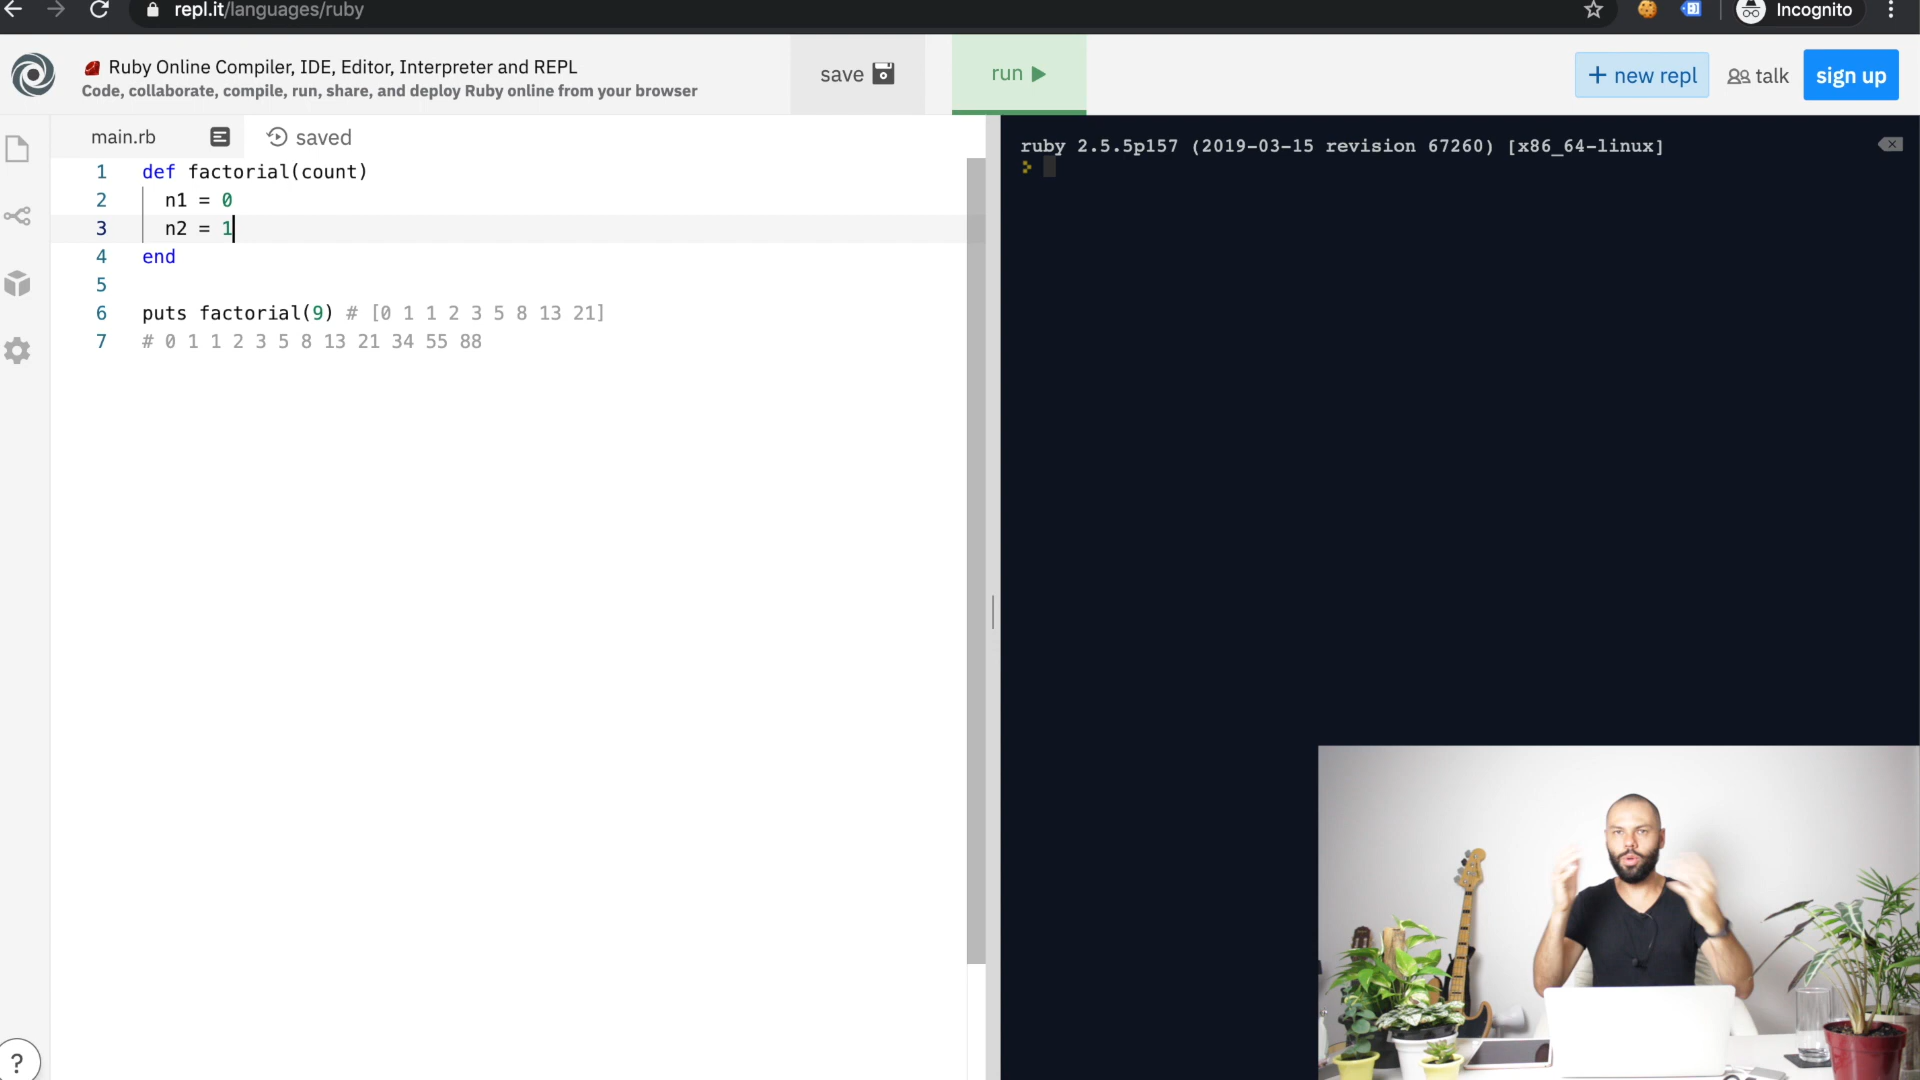 repl.it/languages/ruby
Incognito
Ruby Online Compiler, IDE, Editor, Interpreter and REPL
Code, collaborate, compile, run, share, and deploy Ruby online from your browser
save
run
+ new repl
talk
sign up
main.rb
saved
1 def factorial(count)
2 n1 = 0
3 n2 = 1
4 end
5
6 puts factorial(9) # [0 1 1 2 3 5 8 13 21]
7 # 0 1 1 2 3 5 8 13 21 34 55 88
ruby 2.5.5p157 (2019-03-15 revision 67260) [x86_64-linux]
?